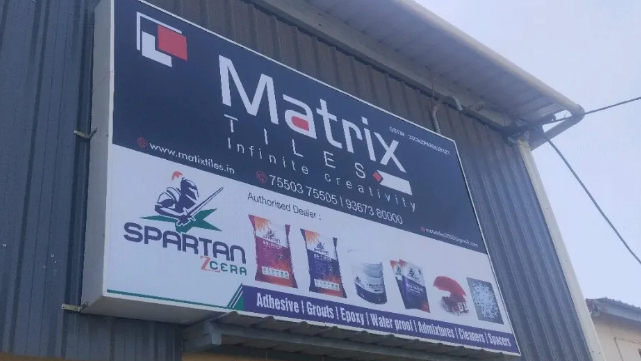 Matrix
TILES
Infinite creativity
www.matixtiles.in
75503 75505 | 93673 80000
Authorised Dealer :
SPARTAN
CERA
Adhesive | Grouts | Epoxy | Water proof | Admixtures | Cleaners | Spacers